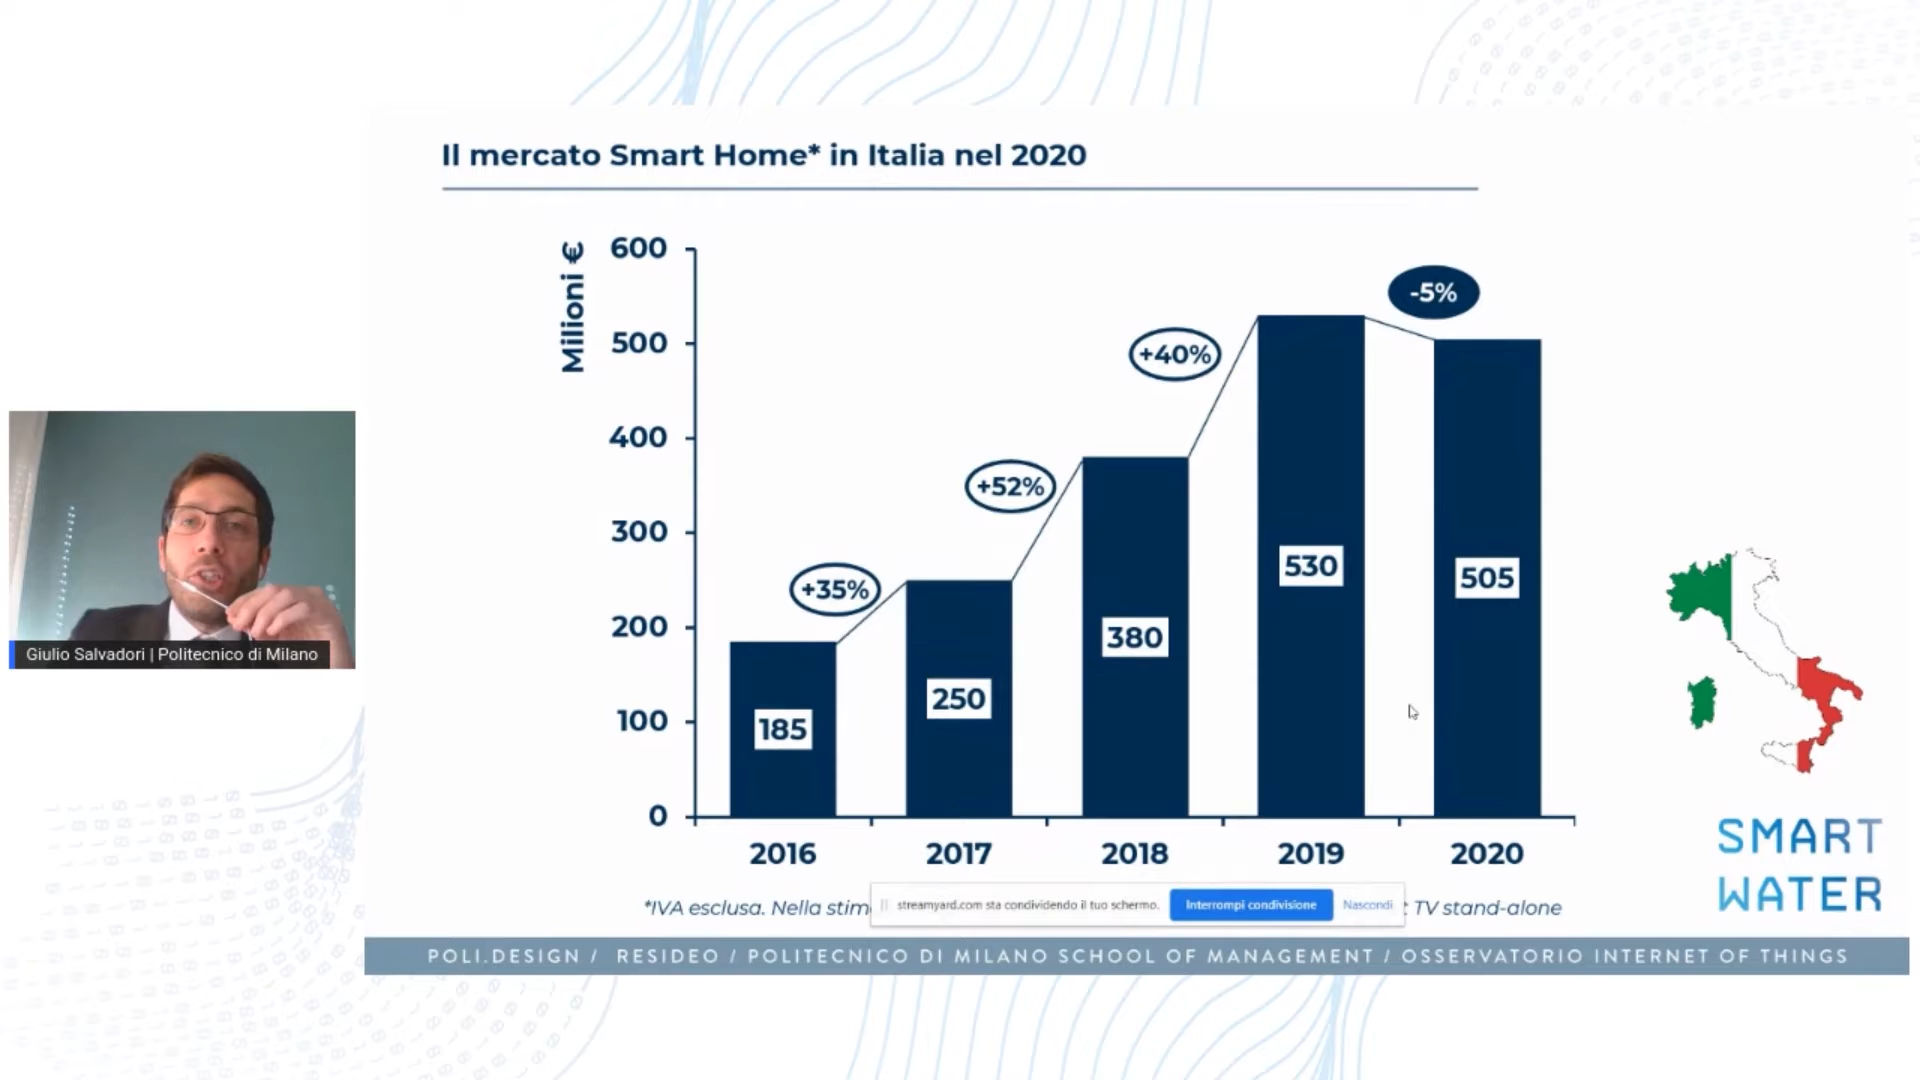 Il mercato Smart Home* in Italia nel 2020
Milioni €
600
500
400
300
200
100
0
+35%
+52%
+40%
-5%
185
250
380
530
505
2016
2017
2018
2019
2020
*IVA esclusa. Nella
TV stand-alone
streamyard.com sta condividendo il tuo schermo.
Interrompi condivisione
Nascondi
Giulio Salvadori | Politecnico di Milano
SMART
WATER
POLI.DESIGN / RESIDEO / POLITECNICO DI MILANO SCHOOL OF MANAGEMENT / OSSERVATORIO INTERNET OF THINGS